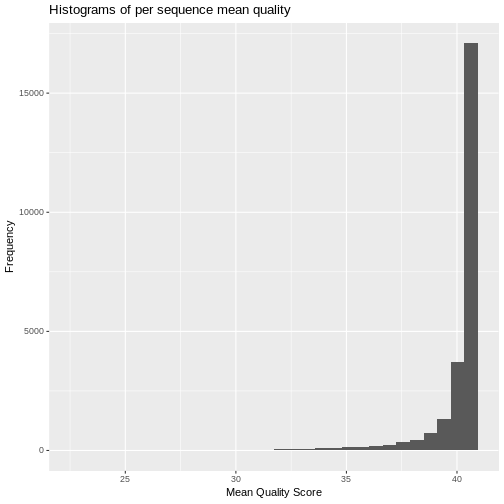 Histograms of per sequence mean quality
15000
10000
5000
0
Frequency
25 30 35 40
Mean Quality Score